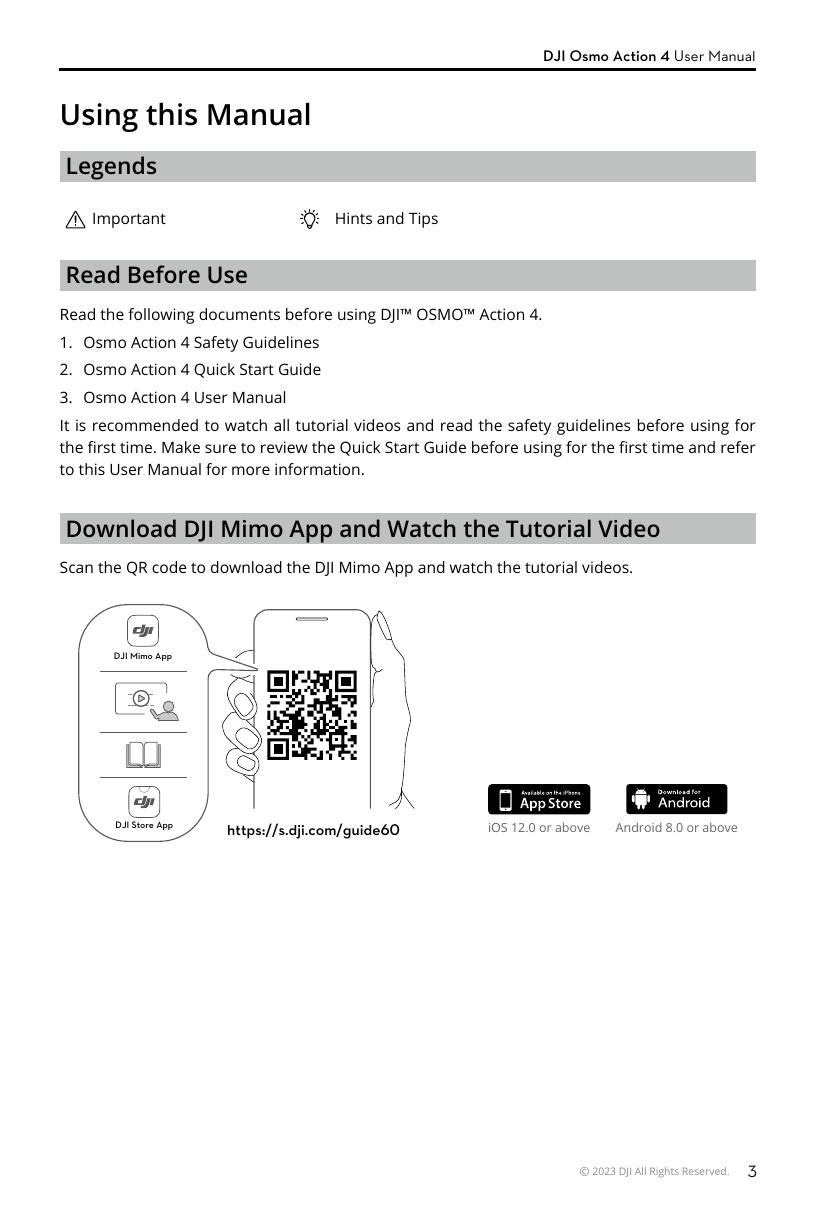 DJI Osmo Action 4 User Manual
Using this Manual
Legends
Important
Hints and Tips
Read Before Use
Read the following documents before using DJI™ OSMO™ Action 4.
1. Osmo Action 4 Safety Guidelines
2. Osmo Action 4 Quick Start Guide
3. Osmo Action 4 User Manual
It is recommended to watch all tutorial videos and read the safety guidelines before using for
the first time. Make sure to review the Quick Start Guide before using for the first time and refer
to this User Manual for more information.
Download DJI Mimo App and Watch the Tutorial Video
Scan the QR code to download the DJI Mimo App and watch the tutorial videos.
dji
DJI Mimo App
dji
DJI Store App
https://s.dji.com/guide60
Available on the iPhone
App Store
iOS 12.0 or above
Download for
Android
Android 8.0 or above
© 2023 DJI All Rights Reserved.
3